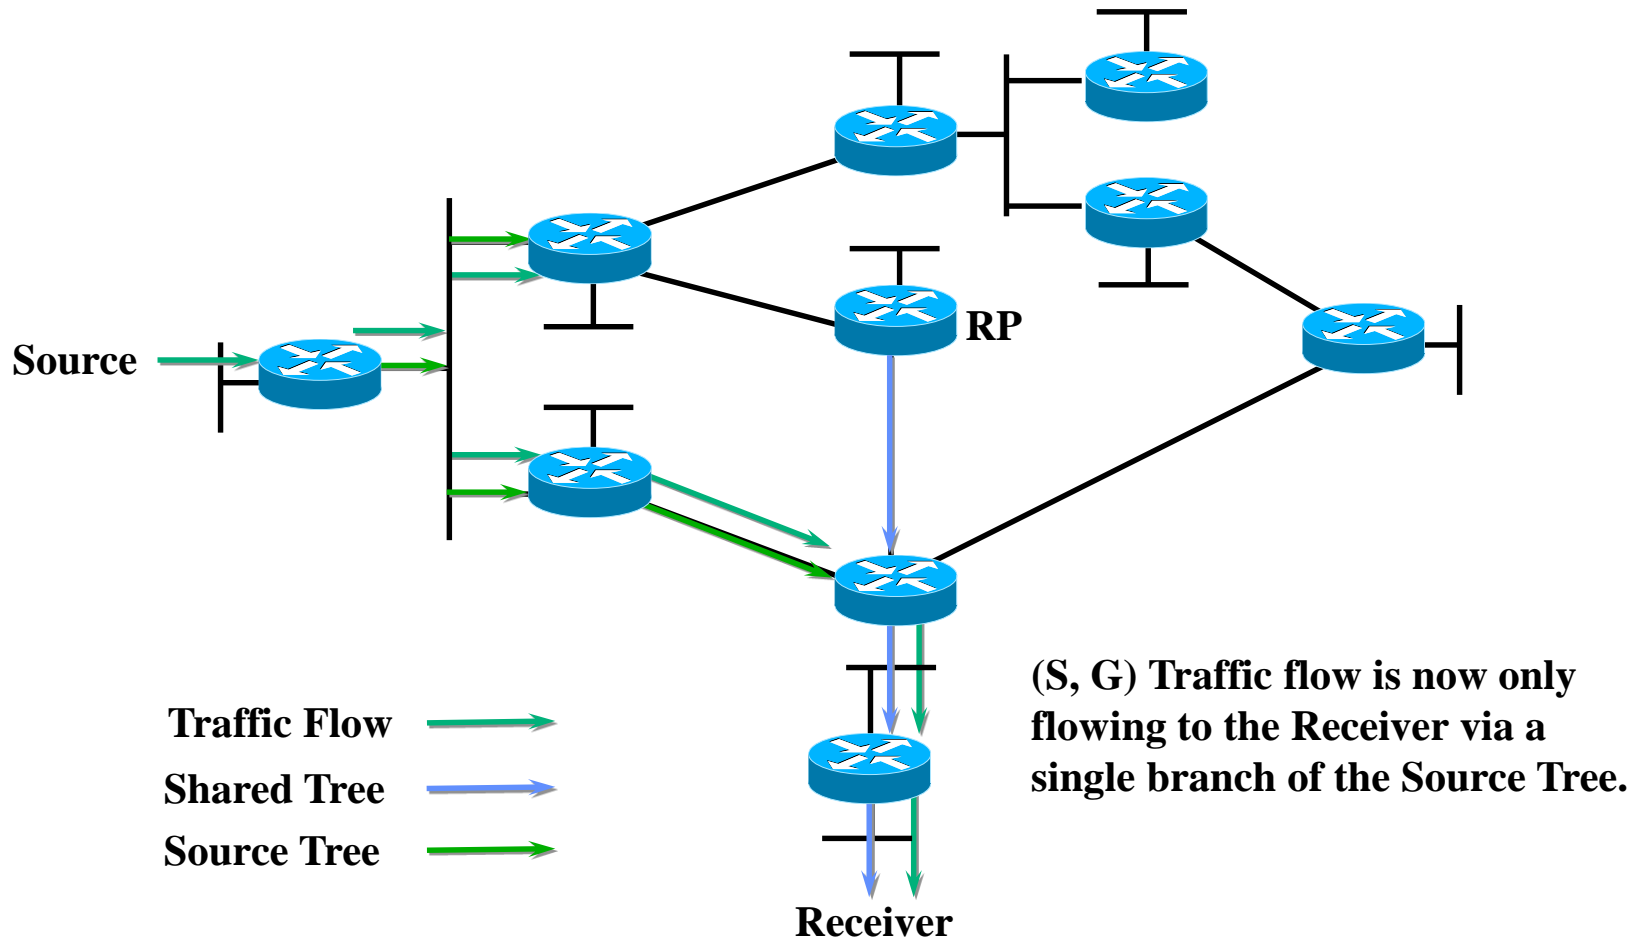 RP
Source
(S, G) Traffic flow is now only
flowing to the Receiver via a
single branch of the Source Tree.
Traffic Flow
Shared Tree
Source Tree
Receiver